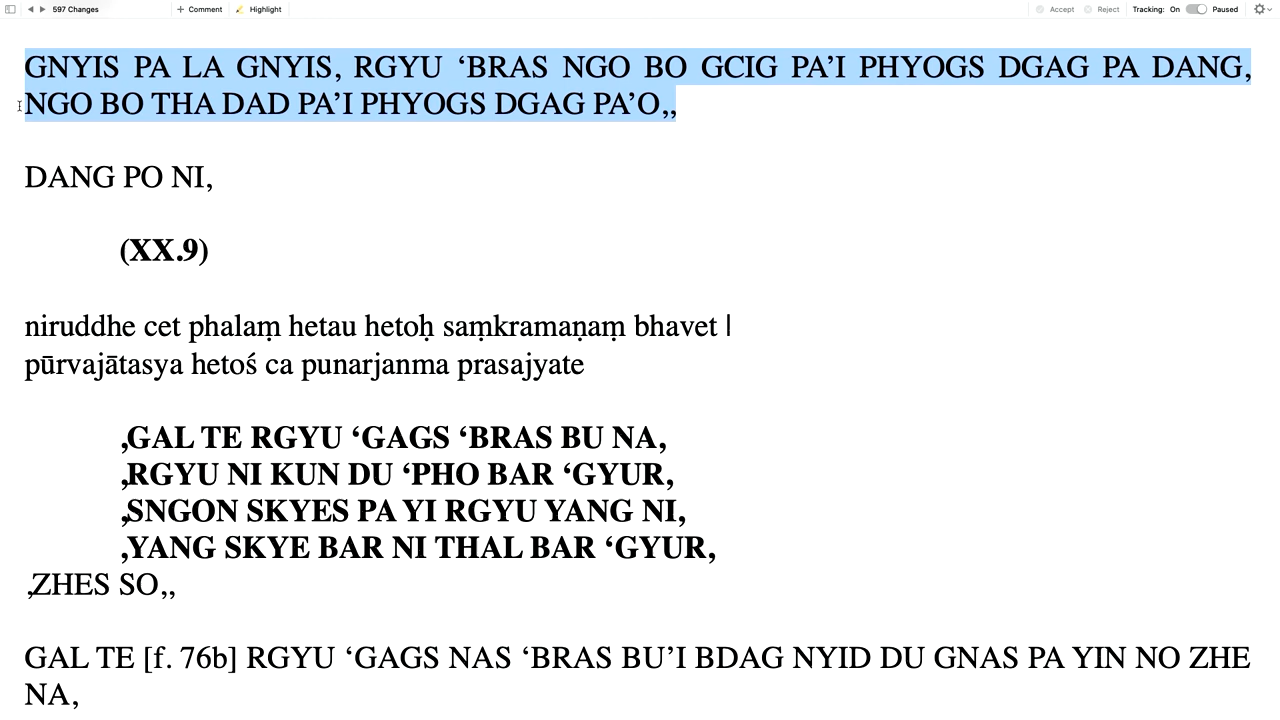 597 Changes
Comment
Highlight
Accept
Reject
Tracking: On
Paused
GNYIS PA LA GNYIS, RGYU ‘BRAS NGO BO GCIG PA’I PHYOGS DGAG PA DANG,
NGO BO THA DAD PA’I PHYOGS DGAG PA’O,,
DANG PO NI,
(XX.9)
niruddhe cet phalaṃ hetau hetoḥ saṃkramaṇaṃ bhavet |
pūrvajātasya hetoś ca punarjanma prasajyate
,GAL TE RGYU ‘GAGS ‘BRAS BU NA,
,RGYU NI KUN DU ‘PHO BAR ‘GYUR,
,SNGON SKYES PA YI RGYU YANG NI,
,YANG SKYE BAR NI THAL BAR ‘GYUR,
,ZHES SO,,
GAL TE [f. 76b] RGYU ‘GAGS NAS ‘BRAS BU’I BDAG NYID DU GNAS PA YIN NO ZHE
NA,